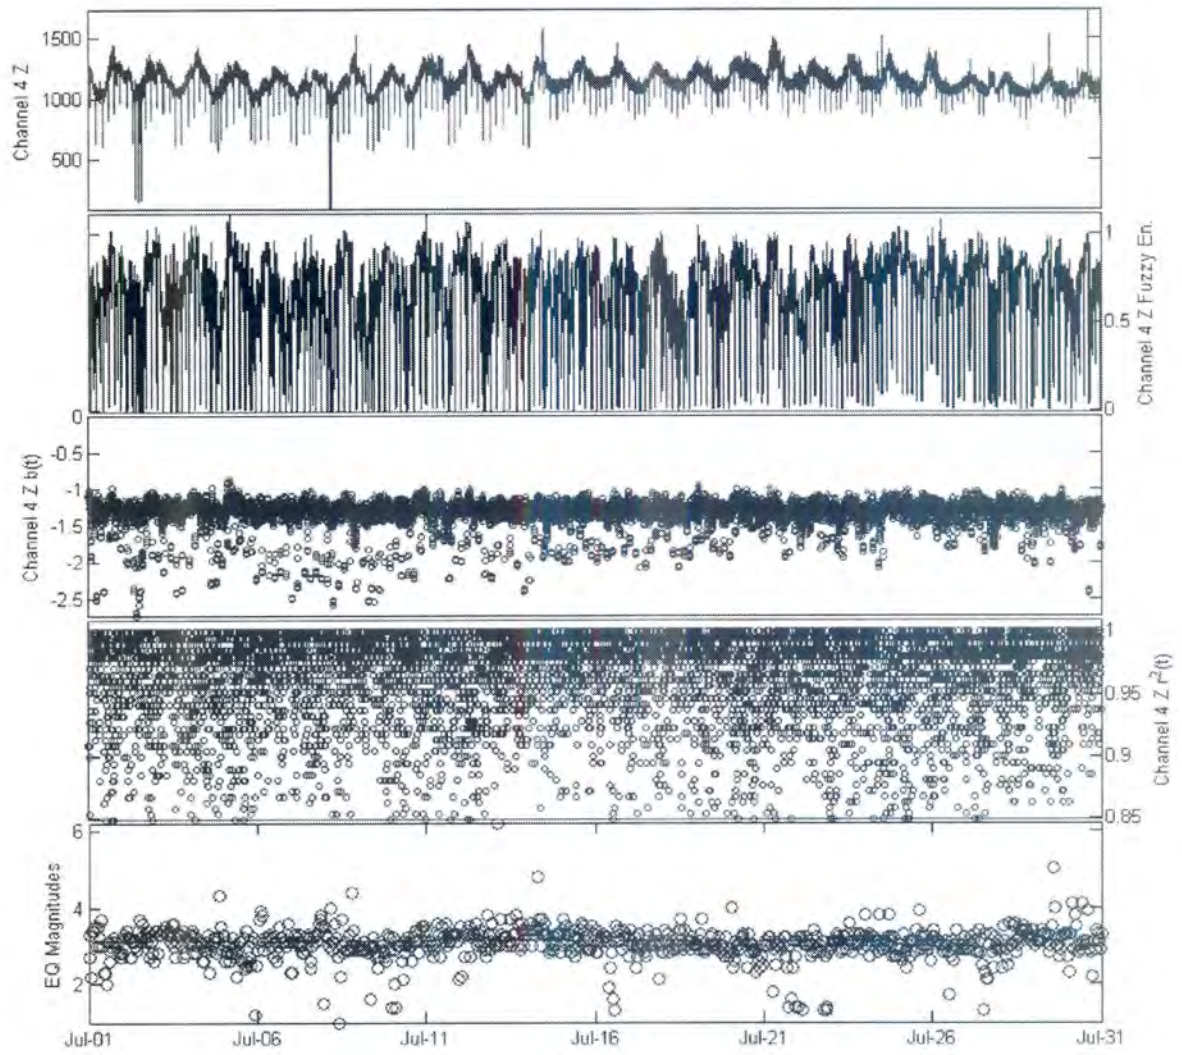 1500
1000
500
Channel 4 Z
1
0.5
0
Channel 4 Z Fuzzy En.
0
-0.5
-1
-1.5
-2
-2.5
Channel 4 Z b(t)
1
0.95
0.9
0.85
Channel 4 Z r²(t)
6
4
2
EQ Magnitudes
Jul-01
Jul-06
Jul-11
Jul-16
Jul-21
Jul-26
Jul-31